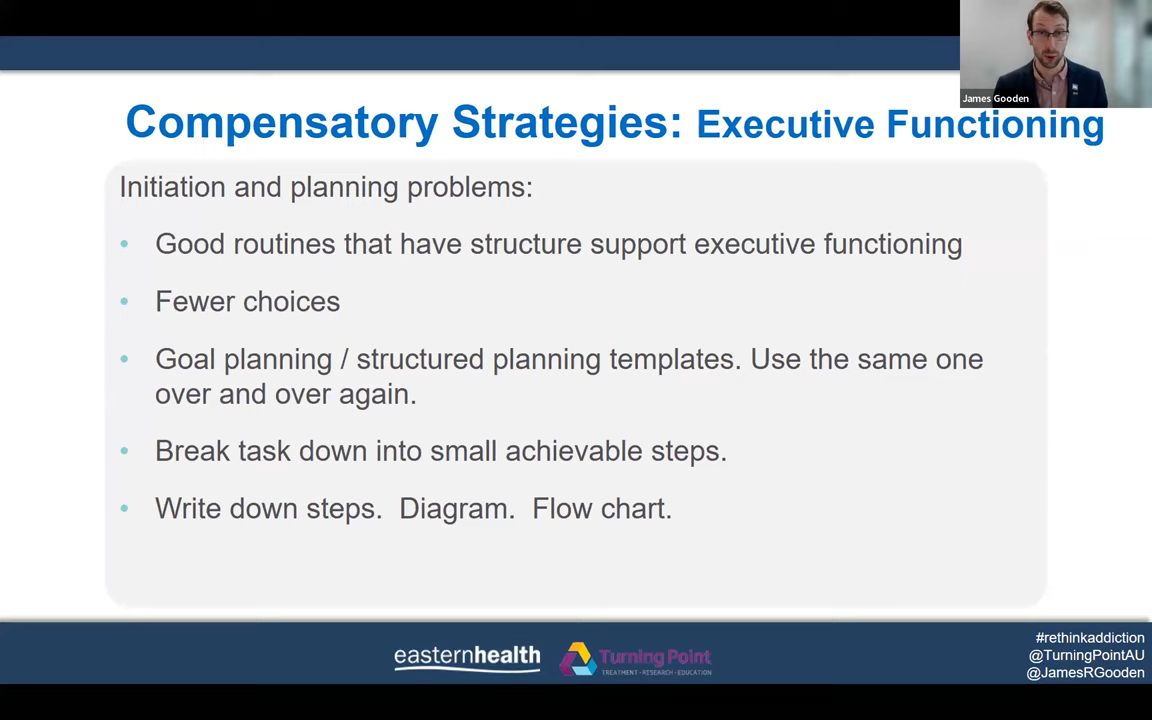 James Gooden
Compensatory Strategies: Executive Functioning
Initiation and planning problems:
• Good routines that have structure support executive functioning
• Fewer choices
• Goal planning / structured planning templates. Use the same one
over and over again.
• Break task down into small achievable steps.
• Write down steps.  Diagram.  Flow chart.
easternhealth
Turning Point
TREATMENT • RESEARCH • EDUCATION
#rethinkaddiction
@TurningPointAU
@JamesRGooden